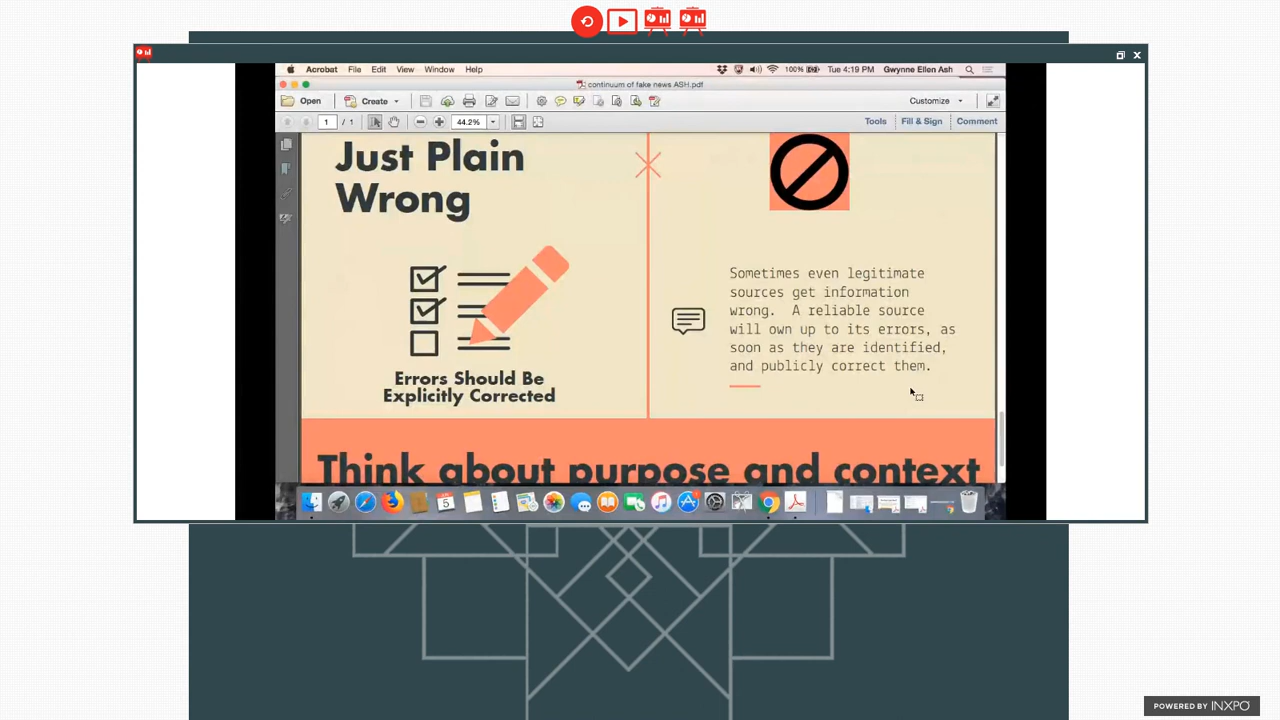 Acrobat File Edit View Window Help 100% Tue 4:19 PM Gwynne Ellen Ash
continuum of fake news ASH.pdf
Open Create Customize
1 / 1 44.2% Tools Fill & Sign Comment
Just Plain
Wrong
Errors Should Be
Explicitly Corrected
Sometimes even legitimate
sources get information
wrong. A reliable source
will own up to its errors, as
soon as they are identified,
and publicly correct them.
Think about purpose and context
5
POWERED BY INXPO